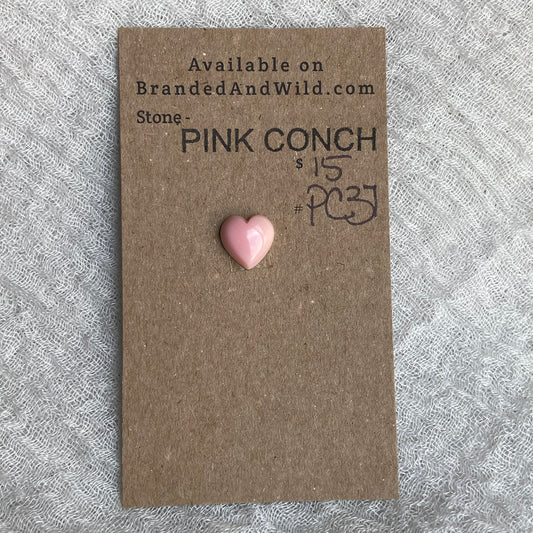 Available on
BrandedAndWild.com
Stone -
PINK CONCH
$ 15
# PC37